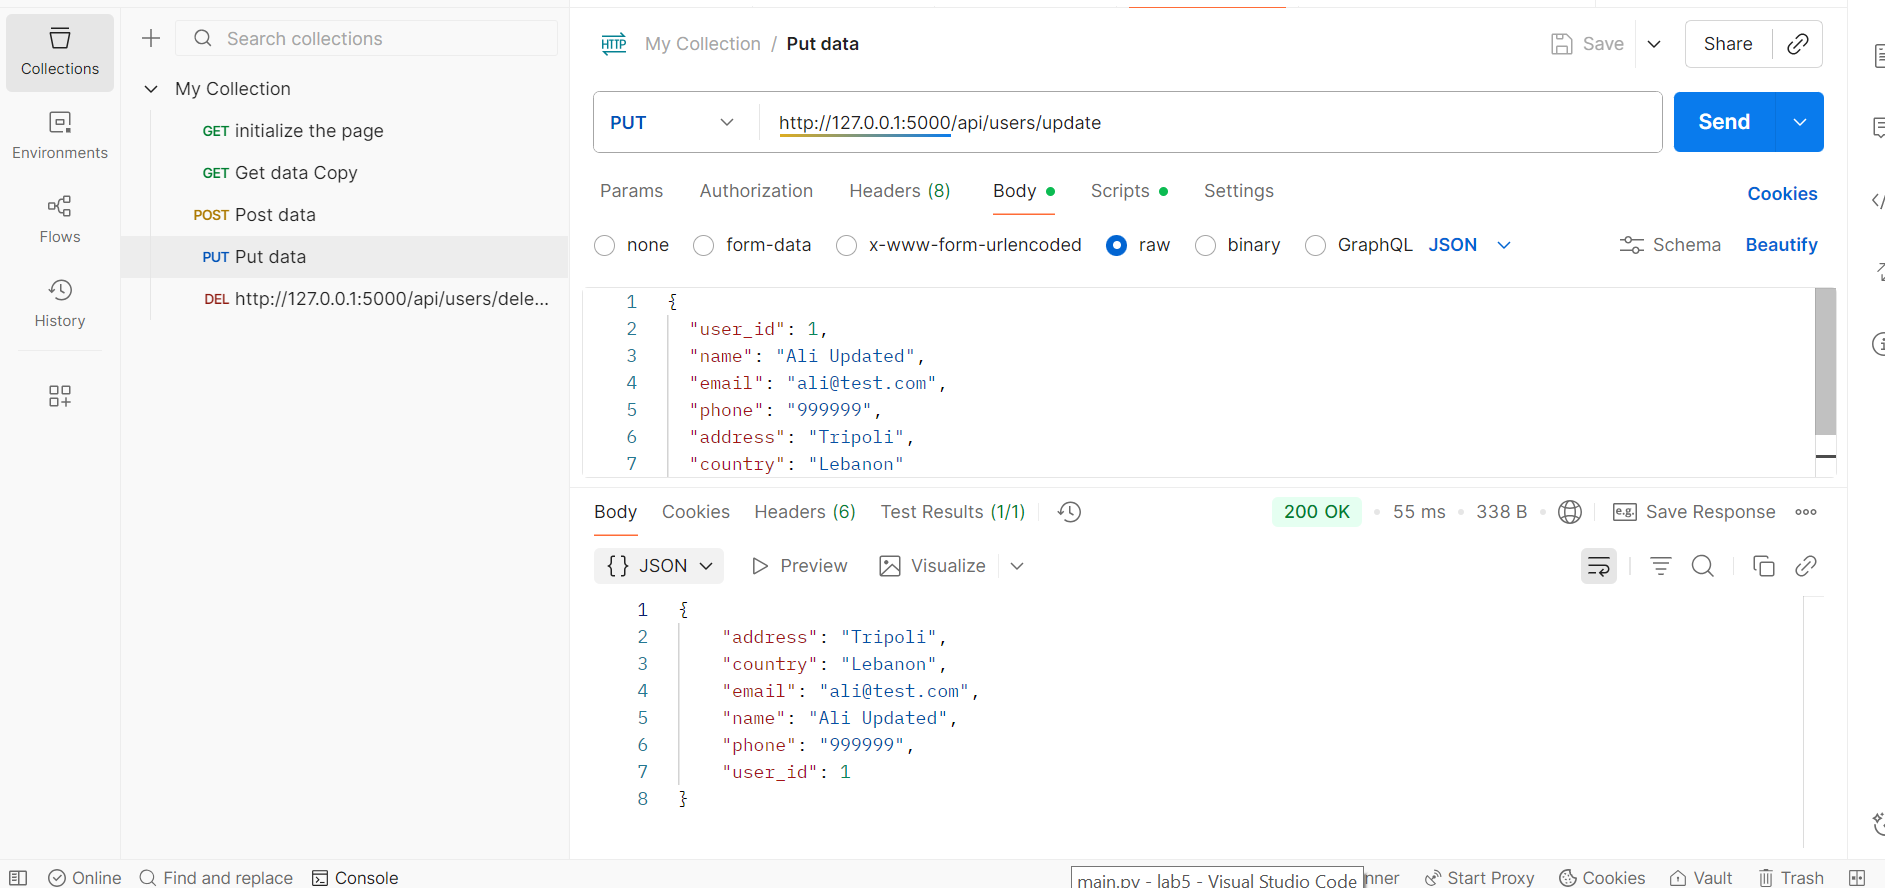 Collections
Environments
Flows
History
Search collections
My Collection
GET initialize the page
GET Get data Copy
POST Post data
PUT Put data
DEL http://127.0.0.1:5000/api/users/dele...
HTTP My Collection / Put data
Save
Share
PUT http://127.0.0.1:5000/api/users/update
Send
Params Authorization Headers (8) Body Scripts Settings
Cookies
none form-data x-www-form-urlencoded raw binary GraphQL JSON
Schema Beautify
1 {
2 "user_id": 1,
3 "name": "Ali Updated",
4 "email": "ali@test.com",
5 "phone": "999999",
6 "address": "Tripoli",
7 "country": "Lebanon"
Body Cookies Headers (6) Test Results (1/1)
200 OK • 55 ms • 338 B • e.g. Save Response
{} JSON Preview Visualize
1 {
2 "address": "Tripoli",
3 "country": "Lebanon",
4 "email": "ali@test.com",
5 "name": "Ali Updated",
6 "phone": "999999",
7 "user_id": 1
8 }
Online Find and replace Console
main.py - lab5 - Visual Studio Code
nner Start Proxy Cookies Vault Trash